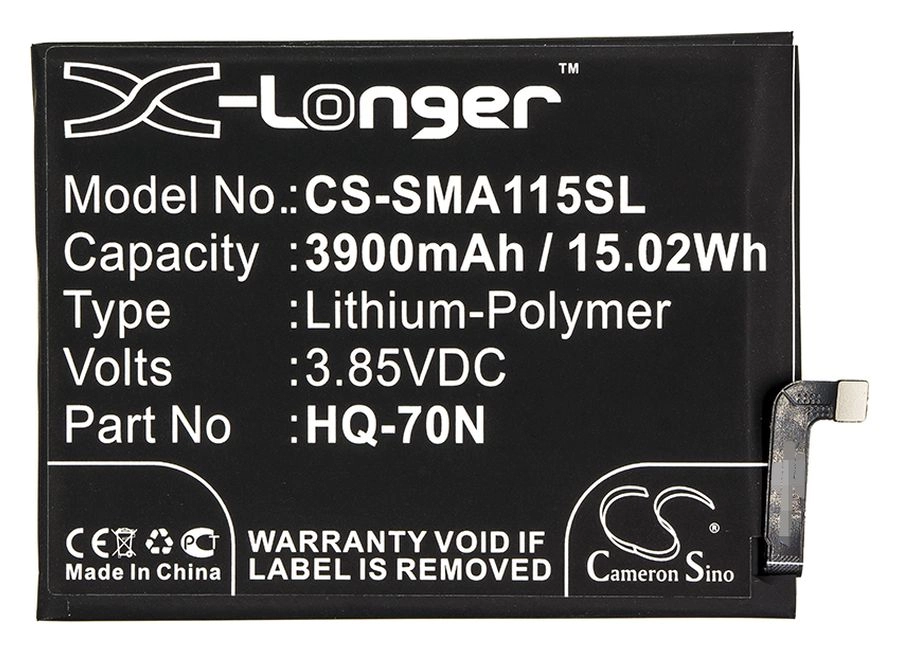 X-Longer™
Model No.: CS-SMA115SL
Capacity : 3900mAh / 15.02Wh
Type : Lithium-Polymer
Volts : 3.85VDC
Part No : HQ-70N
CE PCT
Made In China
WARRANTY VOID IF
LABEL IS REMOVED
CS®
Cameron Sino